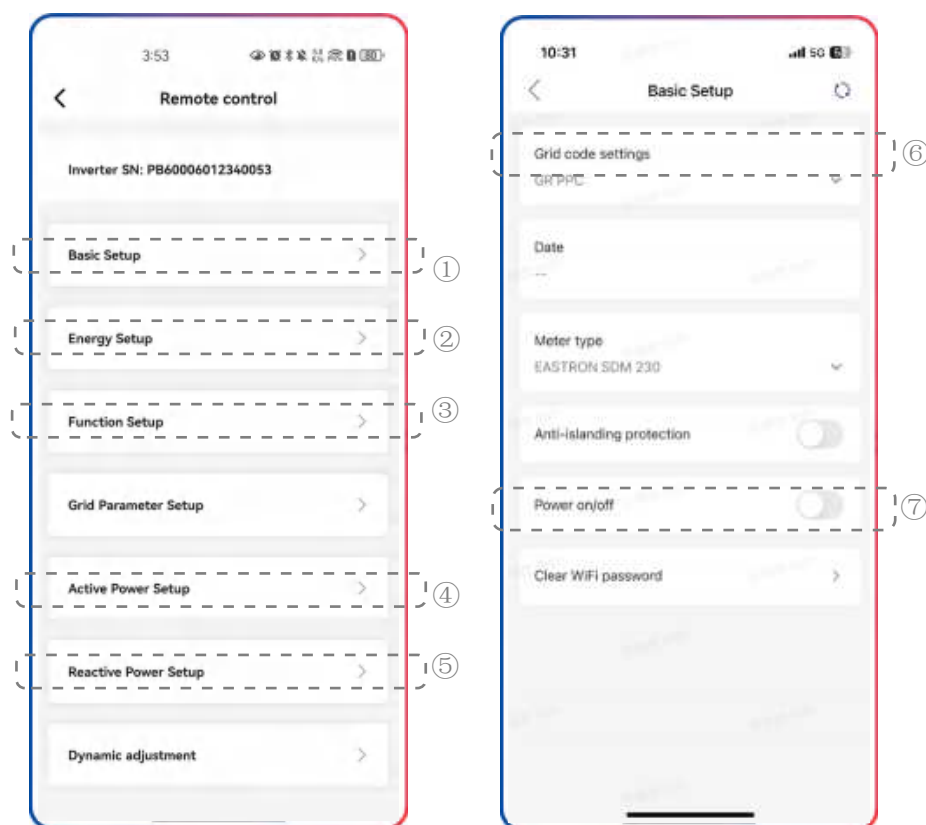 3:53
Remote control
Inverter SN: PB60006012340053
Basic Setup
①
Energy Setup
②
Function Setup
③
Grid Parameter Setup
Active Power Setup
④
Reactive Power Setup
⑤
Dynamic adjustment
10:31
5G
Basic Setup
Grid code settings
⑥
GR PPC
Date
--
Meter type
EASTRON SDM 230
Anti-islanding protection
Power on/off
⑦
Clear WiFi password